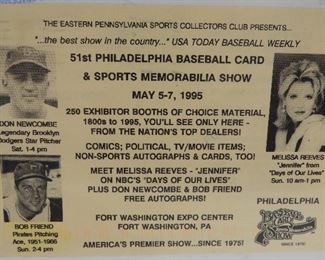 THE EASTERN PENNSYLVANIA SPORTS COLLECTORS CLUB PRESENTS...
"...the best show in the country..." USA TODAY BASEBALL WEEKLY
51st PHILADELPHIA BASEBALL CARD
& SPORTS MEMORABILIA SHOW
MAY 5-7, 1995
250 EXHIBITOR BOOTHS OF CHOICE MATERIAL,
1800s to 1995, YOU'LL SEE ONLY HERE -
FROM THE NATION'S TOP DEALERS!
COMICS; POLITICAL, TV/MOVIE ITEMS;
NON-SPORTS AUTOGRAPHS & CARDS, TOO!
MEET MELISSA REEVES - 'JENNIFER'
ON NBC'S 'DAYS OF OUR LIVES'
PLUS DON NEWCOMBE & BOB FRIEND
FREE AUTOGRAPHS!
FORT WASHINGTON EXPO CENTER
FORT WASHINGTON, PA
AMERICA'S PREMIER SHOW...SINCE 1975!
DON NEWCOMBE
Legendary Brooklyn
Dodgers Star Pitcher
Sat. 1-4 pm
BOB FRIEND
Pirates Pitching
Ace, 1951-1966
Sun. 2-4 pm
MELISSA REEVES
"Jennifer" from
"Days of Our Lives"
Sun. 10 am-1 pm
PHILADELPHIA
BASEBALL
CARD
SHOW
SINCE 1975!